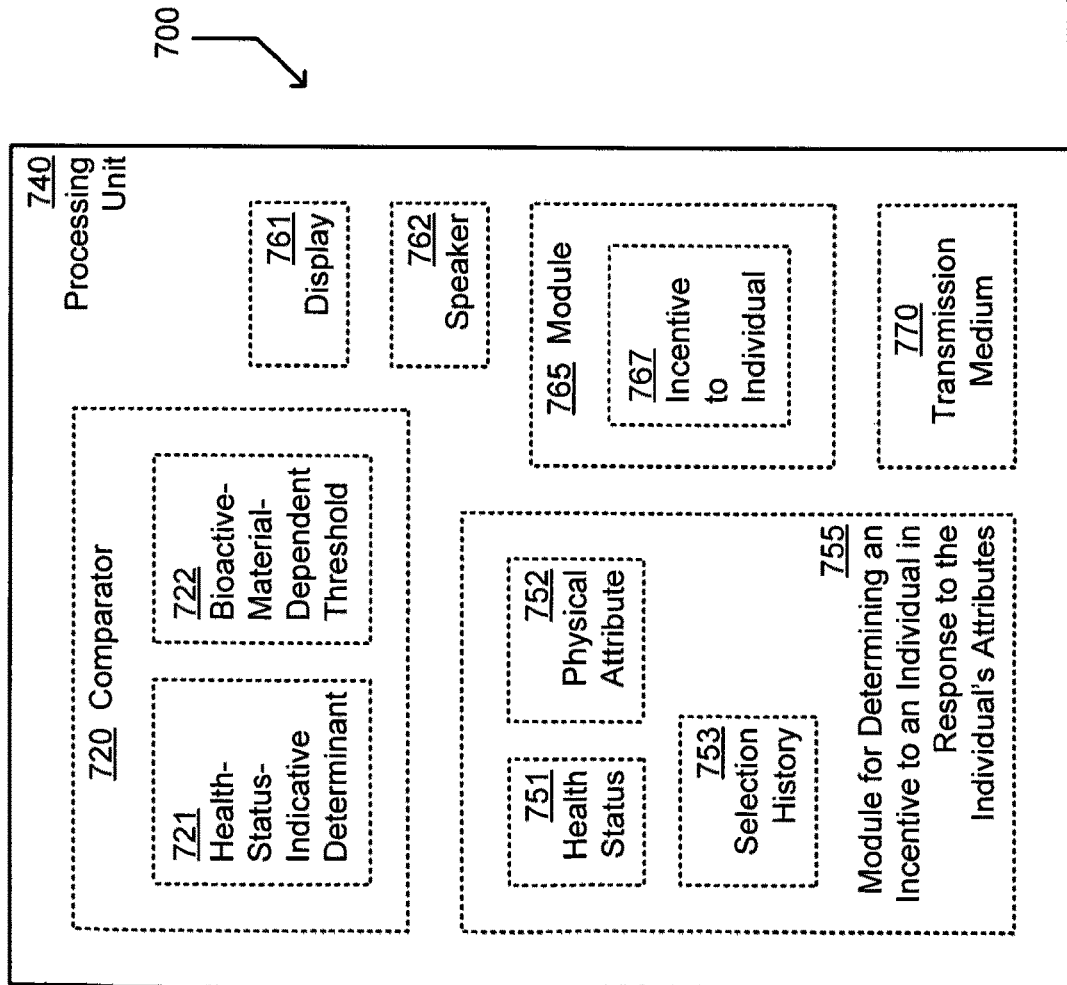 700
740
Processing
Unit
720 Comparator
721
Health-
Status-
Indicative
Determinant
722
Bioactive-
Material-
Dependent
Threshold
761
Display
762
Speaker
751
Health
Status
752
Physical
Attribute
753
Selection
History
755
Module for Determining an
Incentive to an Individual in
Response to the
Individual's Attributes
765 Module
767
Incentive
to
Individual
770
Transmission
Medium